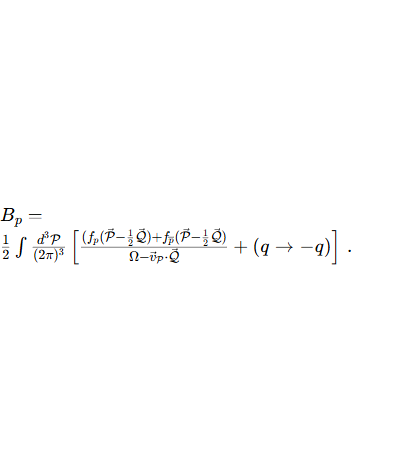 $B_p =$
$\frac{1}{2} \int \frac{d^3\mathcal{P}}{(2\pi)^3} \left[ \frac{(f_p(\vec{\mathcal{P}}-\frac{1}{2}\vec{\mathcal{Q}})+f_{\bar{p}}(\vec{\mathcal{P}}-\frac{1}{2}\vec{\mathcal{Q}})}{\Omega-\vec{v}_{\mathcal{P}}\cdot\vec{\mathcal{Q}}} + (q \to -q) \right] \, .$